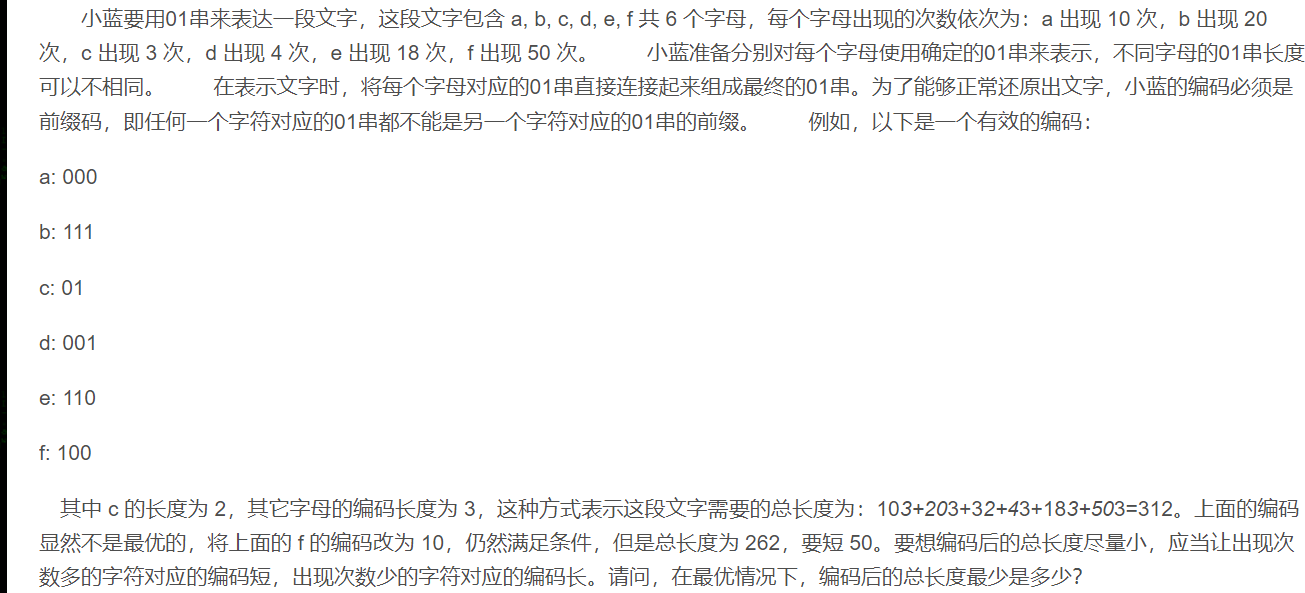 小蓝要用01串来表达一段文字，这段文字包含 a, b, c, d, e, f 共 6 个字母，每个字母出现的次数依次为：a 出现 10 次，b 出现 20
次，c 出现 3 次，d 出现 4 次，e 出现 18 次，f 出现 50 次。 小蓝准备分别对每个字母使用确定的01串来表示，不同字母的01串长度
可以不相同。 在表示文字时，将每个字母对应的01串直接连接起来组成最终的01串。为了能够正常还原出文字，小蓝的编码必须是
前缀码，即任何一个字符对应的01串都不能是另一个字符对应的01串的前缀。 例如，以下是一个有效的编码：
a: 000
b: 111
c: 01
d: 001
e: 110
f: 100
其中 c 的长度为 2，其它字母的编码长度为 3，这种方式表示这段文字需要的总长度为：103+203+32+43+183+503=312。上面的编码
显然不是最优的，将上面的 f 的编码改为 10，仍然满足条件，但是总长度为 262，要短 50。要想编码后的总长度尽量小，应当让出现次
数多的字符对应的编码短，出现次数少的字符对应的编码长。请问，在最优情况下，编码后的总长度最少是多少？